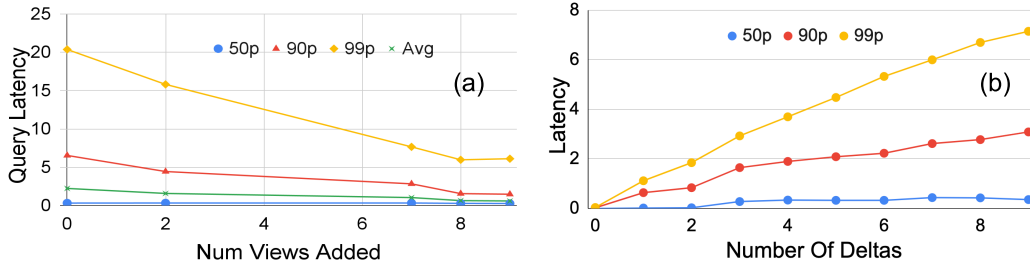 25
20
15
10
5
0
Query Latency
50p 90p 99p Avg
(a)
0 2 4 6 8
Num Views Added
8
6
4
2
0
Latency
50p 90p 99p
(b)
0 2 4 6 8
Number Of Deltas